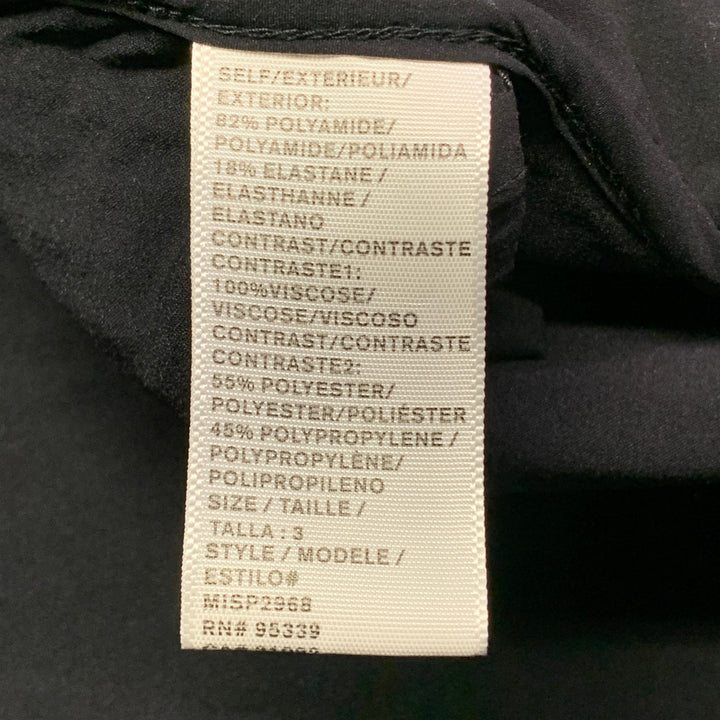 SELF/EXTERIEUR/
EXTERIOR:
82% POLYAMIDE/
POLYAMIDE/POLIAMIDA
18% ELASTANE /
ELASTHANNE /
ELASTANO
CONTRAST/CONTRASTE
CONTRASTE1:
100%VISCOSE/
VISCOSE/VISCOSO
CONTRAST/CONTRASTE
CONTRASTE2:
55% POLYESTER/
POLYESTER/POLIÉSTER
45% POLYPROPYLENE /
POLYPROPYLÈNE/
POLIPROPILENO
SIZE / TAILLE /
TALLA : 3
STYLE / MODELE /
ESTILO#
MISP2968
RN# 95339